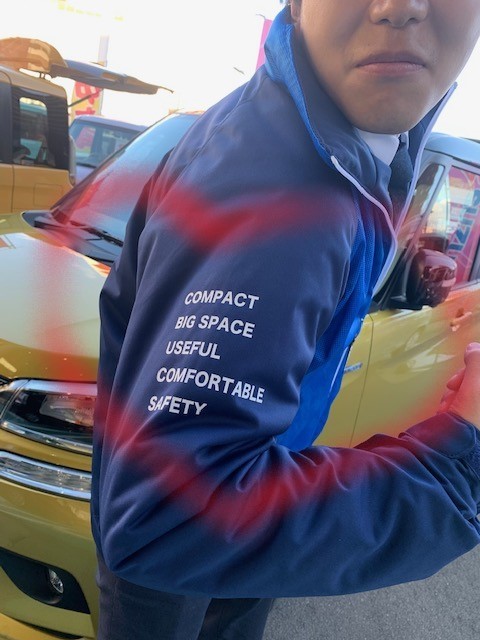 COMPACT
BIG SPACE
USEFUL
COMFORTABLE
SAFETY